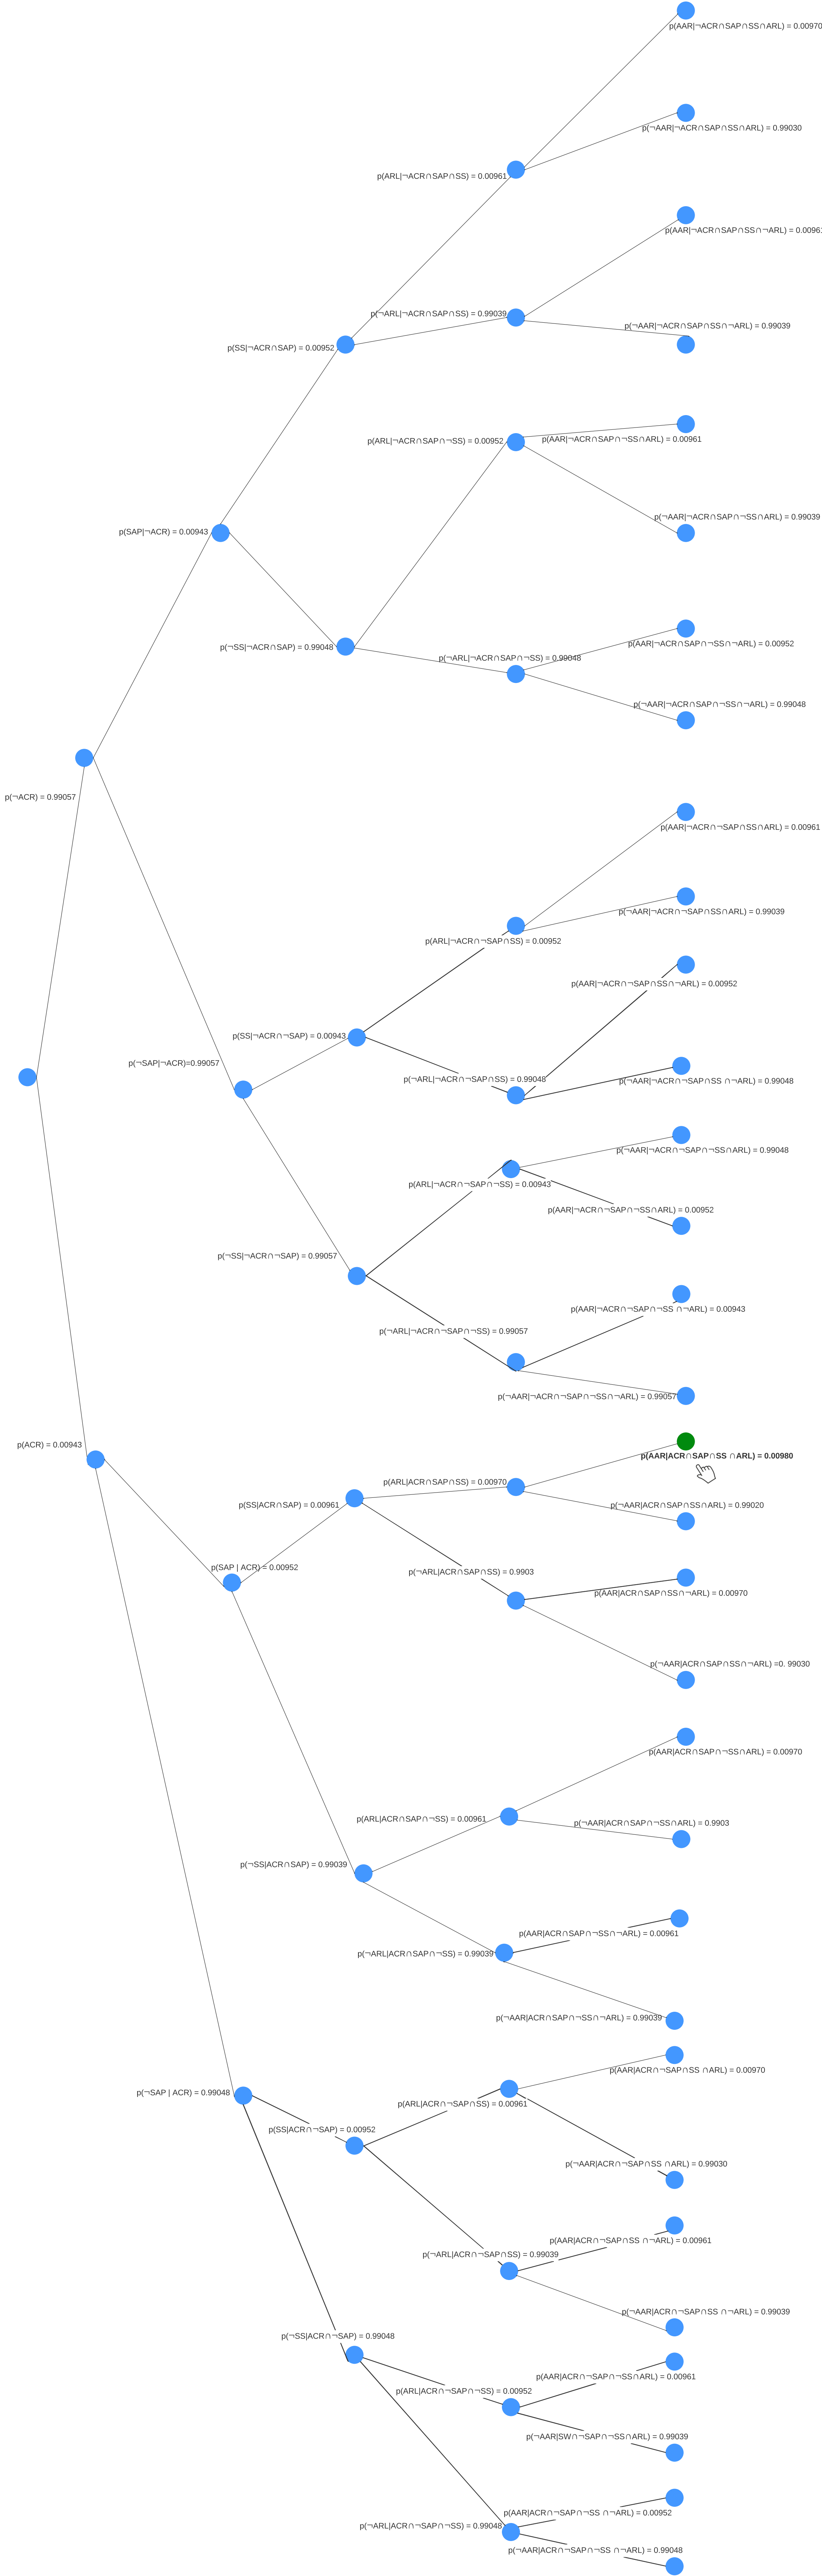 p(AAR|¬ACR∩SAP∩SS∩ARL) = 0.00970
p(¬AAR|¬ACR∩SAP∩SS∩ARL) = 0.99030
p(ARL|¬ACR∩SAP∩SS) = 0.00961
p(AAR|¬ACR∩SAP∩SS∩¬ARL) = 0.00961
p(¬ARL|¬ACR∩SAP∩SS) = 0.99039
p(¬AAR|¬ACR∩SAP∩SS∩¬ARL) = 0.99039
p(SS|¬ACR∩SAP) = 0.00952
p(ARL|¬ACR∩SAP∩¬SS) = 0.00952
p(AAR|¬ACR∩SAP∩¬SS∩ARL) = 0.00961
p(¬AAR|¬ACR∩SAP∩¬SS∩ARL) = 0.99039
p(SAP|¬ACR) = 0.00943
p(¬SS|¬ACR∩SAP) = 0.99048
p(AAR|¬ACR∩SAP∩¬SS∩¬ARL) = 0.00952
p(¬ARL|¬ACR∩SAP∩¬SS) = 0.99048
p(¬AAR|¬ACR∩SAP∩¬SS∩¬ARL) = 0.99048
p(¬ACR) = 0.99057
p(AAR|¬ACR∩¬SAP∩SS∩ARL) = 0.00961
p(¬AAR|¬ACR∩¬SAP∩SS∩ARL) = 0.99039
p(ARL|¬ACR∩¬SAP∩SS) = 0.00952
p(AAR|¬ACR∩¬SAP∩SS∩¬ARL) = 0.00952
p(SS|¬ACR∩¬SAP) = 0.00943
p(¬SAP|¬ACR)=0.99057
p(¬ARL|¬ACR∩¬SAP∩SS) = 0.99048
p(¬AAR|¬ACR∩¬SAP∩SS ∩¬ARL) = 0.99048
p(¬AAR|¬ACR∩¬SAP∩¬SS∩ARL) = 0.99048
p(ARL|¬ACR∩¬SAP∩¬SS) = 0.00943
p(AAR|¬ACR∩¬SAP∩¬SS∩ARL) = 0.00952
p(¬SS|¬ACR∩¬SAP) = 0.99057
p(AAR|¬ACR∩¬SAP∩¬SS ∩¬ARL) = 0.00943
p(¬ARL|¬ACR∩¬SAP∩¬SS) = 0.99057
p(¬AAR|¬ACR∩¬SAP∩¬SS∩¬ARL) = 0.99057
p(ACR) = 0.00943
p(AAR|ACR∩SAP∩SS ∩ARL) = 0.00980
p(ARL|ACR∩SAP∩SS) = 0.00970
p(SS|ACR∩SAP) = 0.00961
p(¬AAR|ACR∩SAP∩SS∩ARL) = 0.99020
p(SAP | ACR) = 0.00952
p(¬ARL|ACR∩SAP∩SS) = 0.9903
p(AAR|ACR∩SAP∩SS∩¬ARL) = 0.00970
p(¬AAR|ACR∩SAP∩SS∩¬ARL) =0. 99030
p(AAR|ACR∩SAP∩¬SS∩ARL) = 0.00970
p(ARL|ACR∩SAP∩¬SS) = 0.00961
p(¬AAR|ACR∩SAP∩¬SS∩ARL) = 0.9903
p(¬SS|ACR∩SAP) = 0.99039
p(AAR|ACR∩SAP∩¬SS∩¬ARL) = 0.00961
p(¬ARL|ACR∩SAP∩¬SS) = 0.99039
p(¬AAR|ACR∩SAP∩¬SS∩¬ARL) = 0.99039
p(AAR|ACR∩¬SAP∩SS ∩ARL) = 0.00970
p(¬SAP | ACR) = 0.99048
p(ARL|ACR∩¬SAP∩SS) = 0.00961
p(SS|ACR∩¬SAP) = 0.00952
p(¬AAR|ACR∩¬SAP∩SS ∩ARL) = 0.99030
p(AAR|ACR∩¬SAP∩SS ∩¬ARL) = 0.00961
p(¬ARL|ACR∩¬SAP∩SS) = 0.99039
p(¬AAR|ACR∩¬SAP∩SS ∩¬ARL) = 0.99039
p(¬SS|ACR∩¬SAP) = 0.99048
p(AAR|ACR∩¬SAP∩¬SS∩ARL) = 0.00961
p(ARL|ACR∩¬SAP∩¬SS) = 0.00952
p(¬AAR|SW∩¬SAP∩¬SS∩ARL) = 0.99039
p(AAR|ACR∩¬SAP∩¬SS ∩¬ARL) = 0.00952
p(¬ARL|ACR∩¬SAP∩¬SS) = 0.99048
p(¬AAR|ACR∩¬SAP∩¬SS ∩¬ARL) = 0.99048